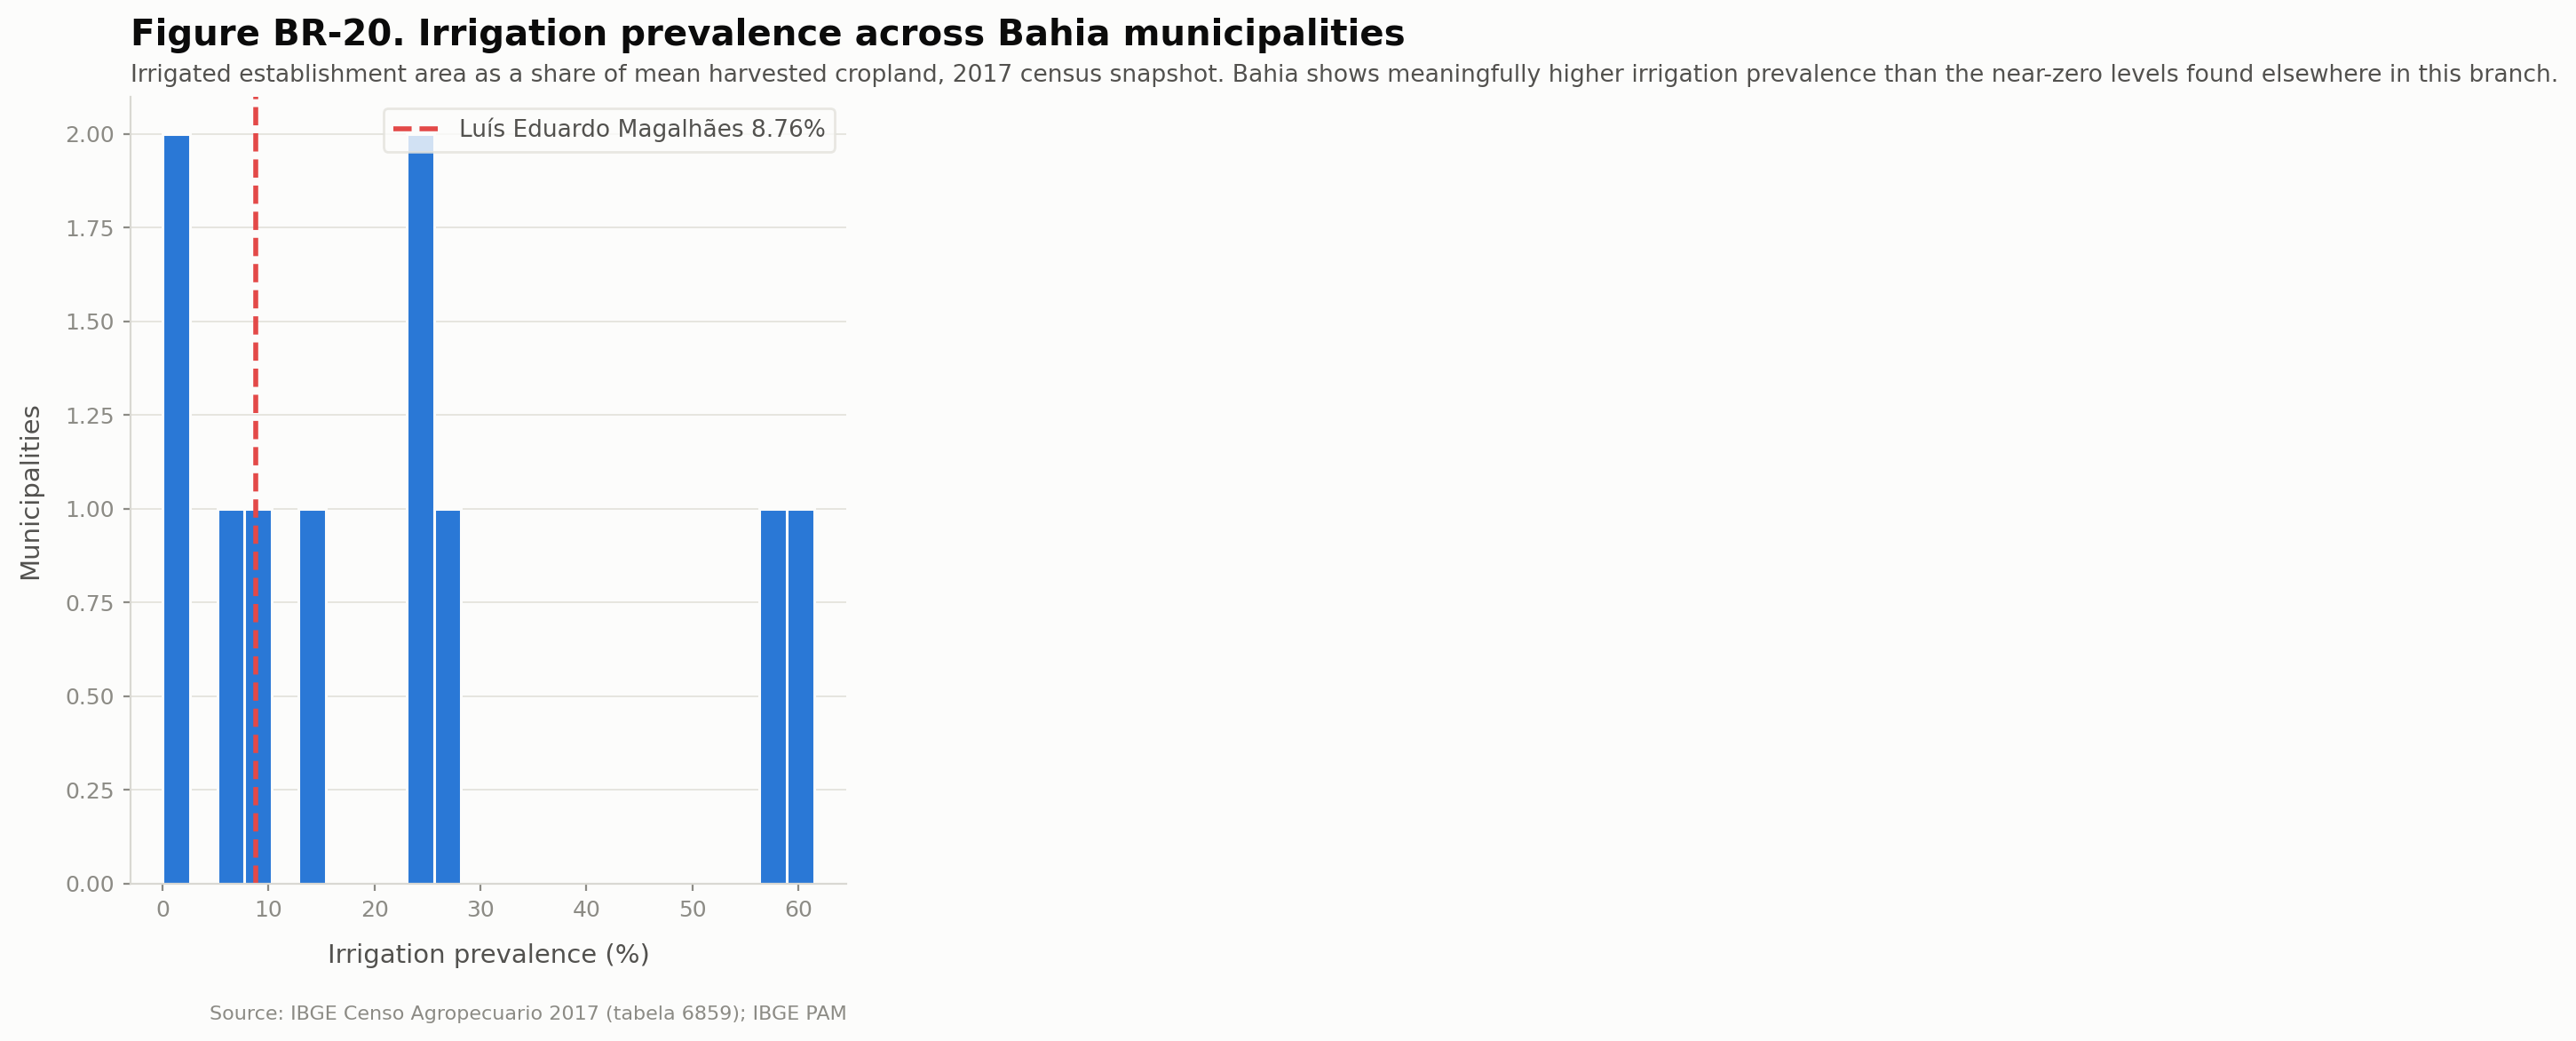 Figure BR-20. Irrigation prevalence across Bahia municipalities
Irrigated establishment area as a share of mean harvested cropland, 2017 census snapshot. Bahia shows meaningfully higher irrigation prevalence than the near-zero levels found elsewhere in this branch.
Luís Eduardo Magalhães 8.76%
2.00
1.75
1.50
1.25
1.00
0.75
0.50
0.25
0.00
Municipalities
0 10 20 30 40 50 60
Irrigation prevalence (%)
Source: IBGE Censo Agropecuario 2017 (tabela 6859); IBGE PAM